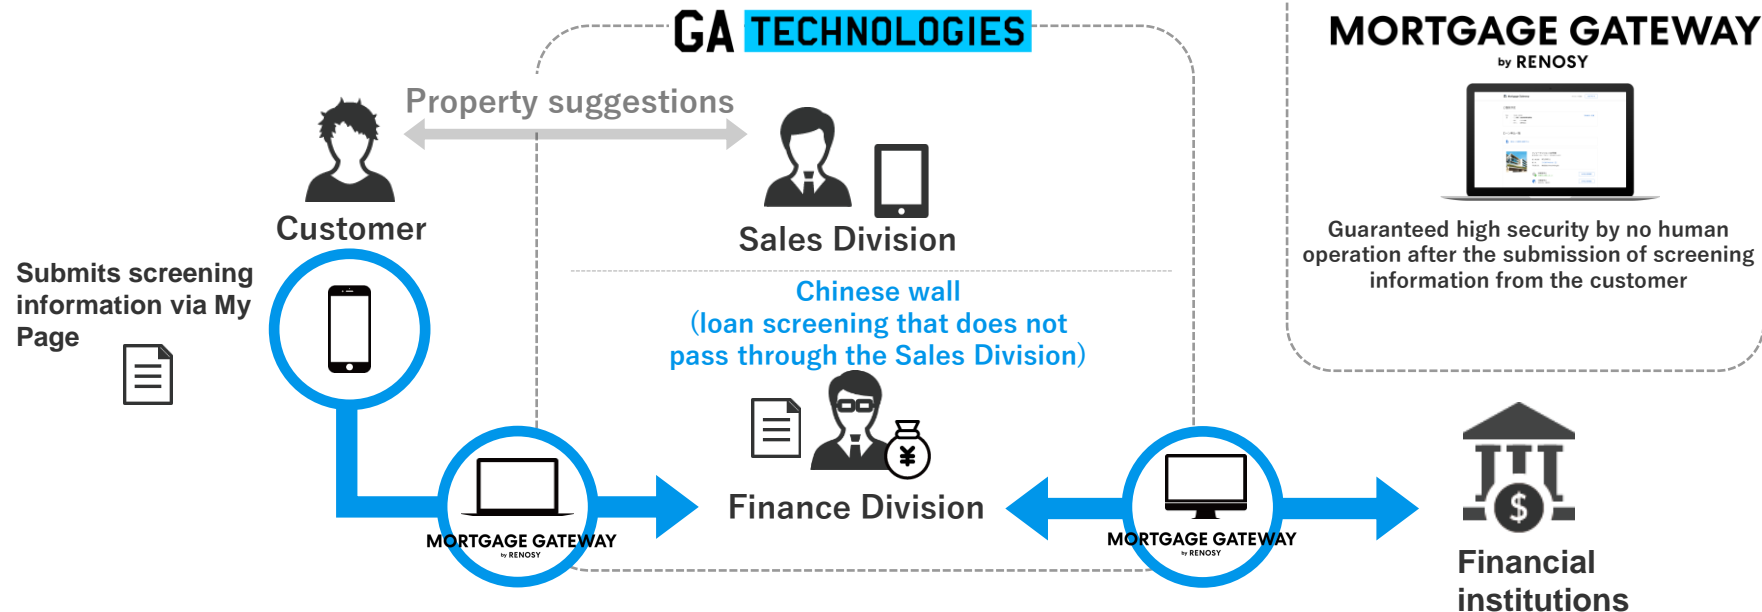 GA TECHNOLOGIES
MORTGAGE GATEWAY
by RENOSY
Property suggestions
Customer
Sales Division
Guaranteed high security by no human
operation after the submission of screening
information from the customer
Submits screening
information via My
Page
Chinese wall
(loan screening that does not
pass through the Sales Division)
Finance Division
MORTGAGE GATEWAY
by RENOSY
MORTGAGE GATEWAY
by RENOSY
¥
$
Financial
institutions